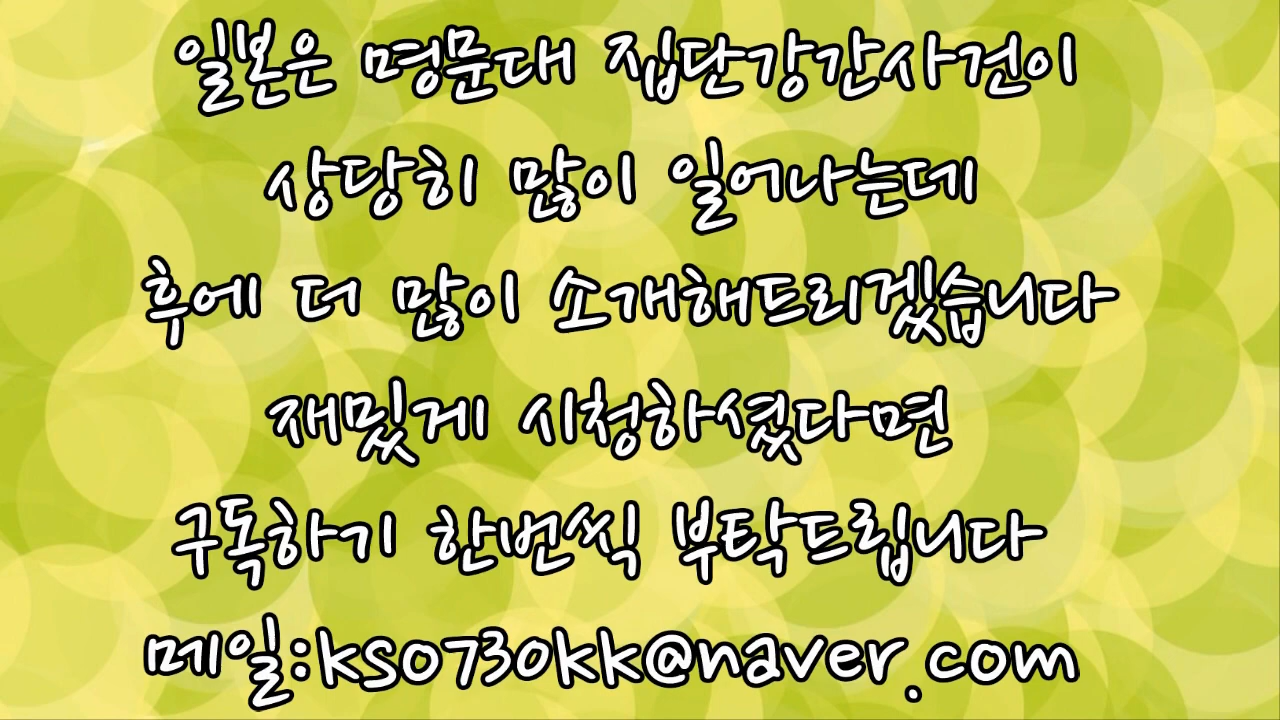 일본은 명문대 집단강간사건이
상당히 많이 일어나는데
후에 더 많이 소개해드리겠습니다
재밌게 시청하셨다면
구독하기 한번씩 부탁드립니다
메일:kso730kk@naver.com